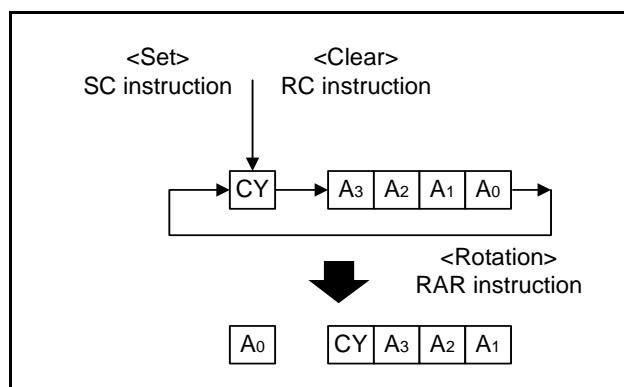 <Set> <Clear>
SC instruction RC instruction
CY A3 A2 A1 A0
<Rotation>
RAR instruction
A0 CY A3 A2 A1